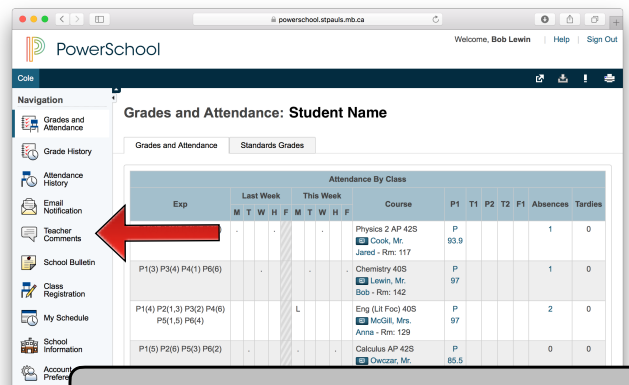 powerschool.stpauls.mb.ca
PowerSchool
Welcome, Bob Lewin | Help | Sign Out
Cole
Navigation
Grades and Attendance: Student Name
Grades and
Attendance
Grade History
Attendance
History
Email
Notification
Teacher
Comments
School Bulletin
Class
Registration
My Schedule
School
Information
Account
Grades and Attendance Standards Grades
Attendance By Class
Exp Last Week This Week Course P1 T1 P2 T2 F1 Absences Tardies
M T W H F M T W H F
. . . . Physics 2 AP 42S P 1 0
Cook, Mr. 93.9
Jared - Rm: 117
P1(3) P3(4) P4(1) P6(6) . . . Chemistry 40S P 1 0
Lewin, Mr. 97
Bob - Rm: 142
P1(4) P2(1,3) P3(2) P4(6) L Eng (Lit Foc) 40S P 2 0
P5(1,5) P6(4) McGill, Mrs. 97
Anna - Rm: 129
P1(5) P2(6) P5(3) P6(2) . . . . Calculus AP 42S P 0 0
Owczar, Mr. 85.5